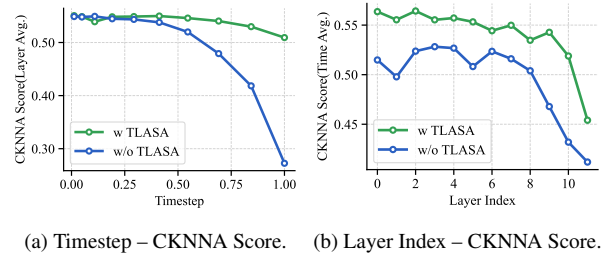 CKNNA Score(Layer Avg.)
0.50
0.40
0.30
w TLASA
w/o TLASA
0.00 0.25 0.50 0.75 1.00
Timestep
CKNNA Score(Time Avg.)
0.55
0.50
0.45
w TLASA
w/o TLASA
0 2 4 6 8 10
Layer Index
(a) Timestep – CKNNA Score. (b) Layer Index – CKNNA Score.